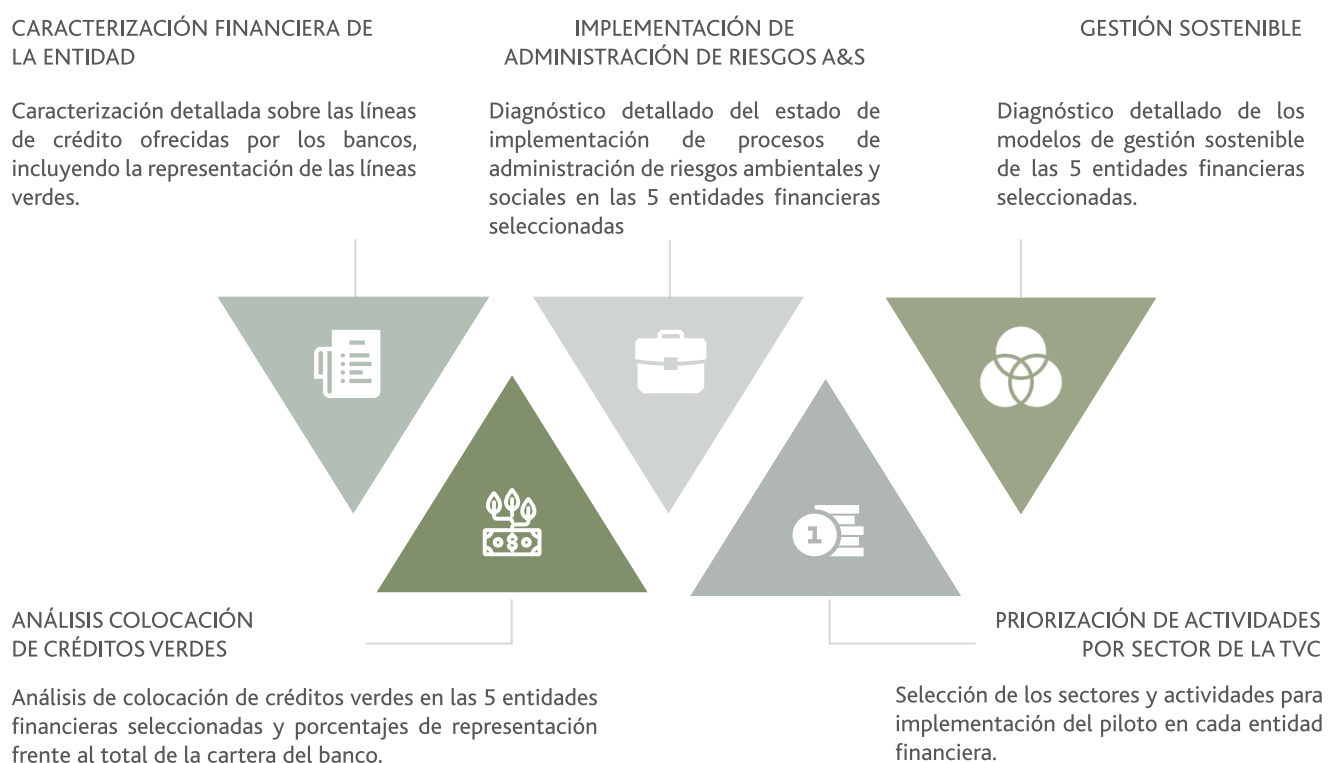 CARACTERIZACIÓN FINANCIERA DE
LA ENTIDAD
Caracterización detallada sobre las líneas
de crédito ofrecidas por los bancos,
incluyendo la representación de las líneas
verdes.
IMPLEMENTACIÓN DE
ADMINISTRACIÓN DE RIESGOS A&S
Diagnóstico detallado del estado de
implementación de procesos de
administración de riesgos ambientales y
sociales en las 5 entidades financieras
seleccionadas
GESTIÓN SOSTENIBLE
Diagnóstico detallado de los
modelos de gestión sostenible
de las 5 entidades financieras
seleccionadas.
$
1
ANÁLISIS COLOCACIÓN
DE CRÉDITOS VERDES
Análisis de colocación de créditos verdes en las 5 entidades
financieras seleccionadas y porcentajes de representación
frente al total de la cartera del banco.
PRIORIZACIÓN DE ACTIVIDADES
POR SECTOR DE LA TVC
Selección de los sectores y actividades para
implementación del piloto en cada entidad
financiera.